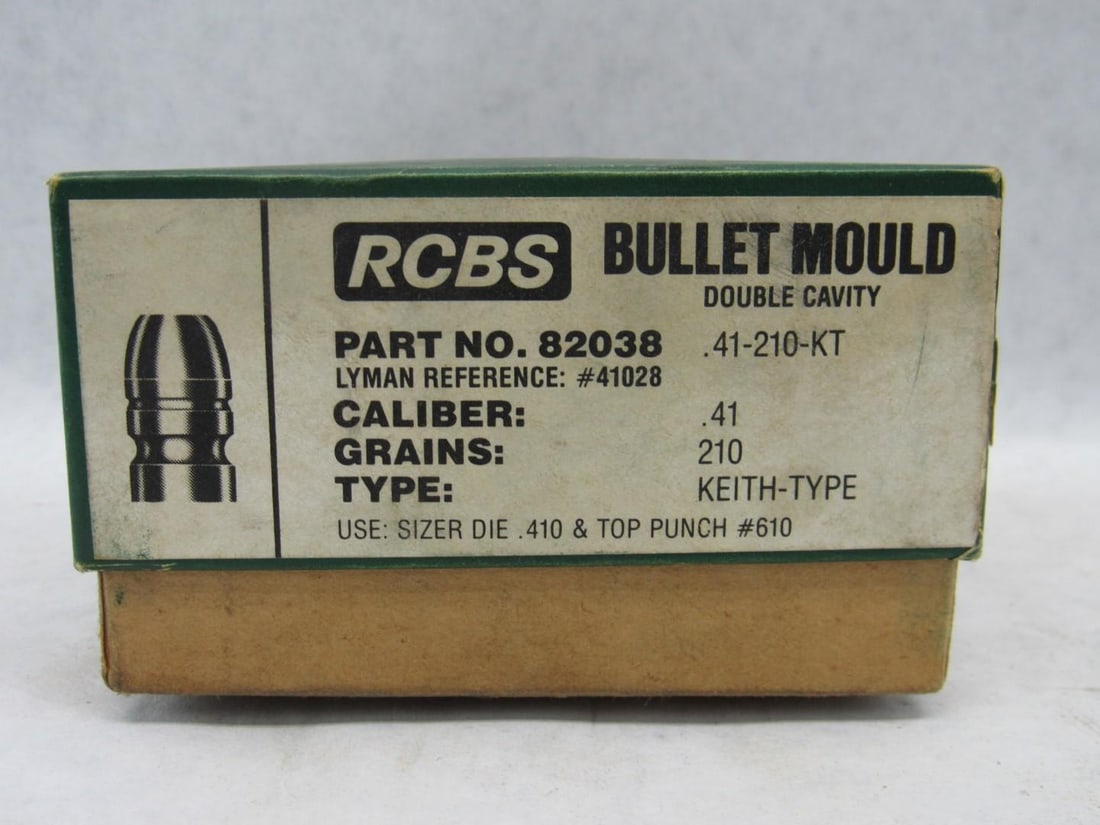 RCBS BULLET MOULD
DOUBLE CAVITY
PART NO. 82038 .41-210-KT
LYMAN REFERENCE: #41028
CALIBER: .41
GRAINS: 210
TYPE: KEITH-TYPE
USE: SIZER DIE .410 & TOP PUNCH #610